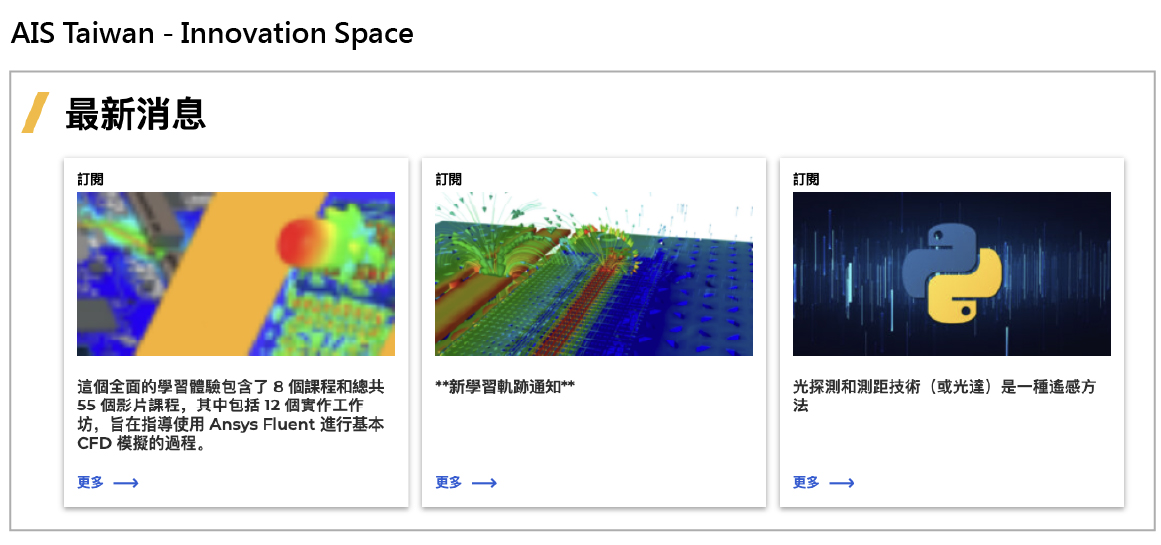 AIS Taiwan - Innovation Space
最新消息
訂閱
這個全面的學習體驗包含了 8 個課程和總共
55 個影片課程，其中包括 12 個實作工作
坊，旨在指導使用 Ansys Fluent 進行基本
CFD 模擬的過程。
更多
訂閱
**新學習軌跡通知**
更多
訂閱
光探測和測距技術（或光達）是一種遙感方
法
更多